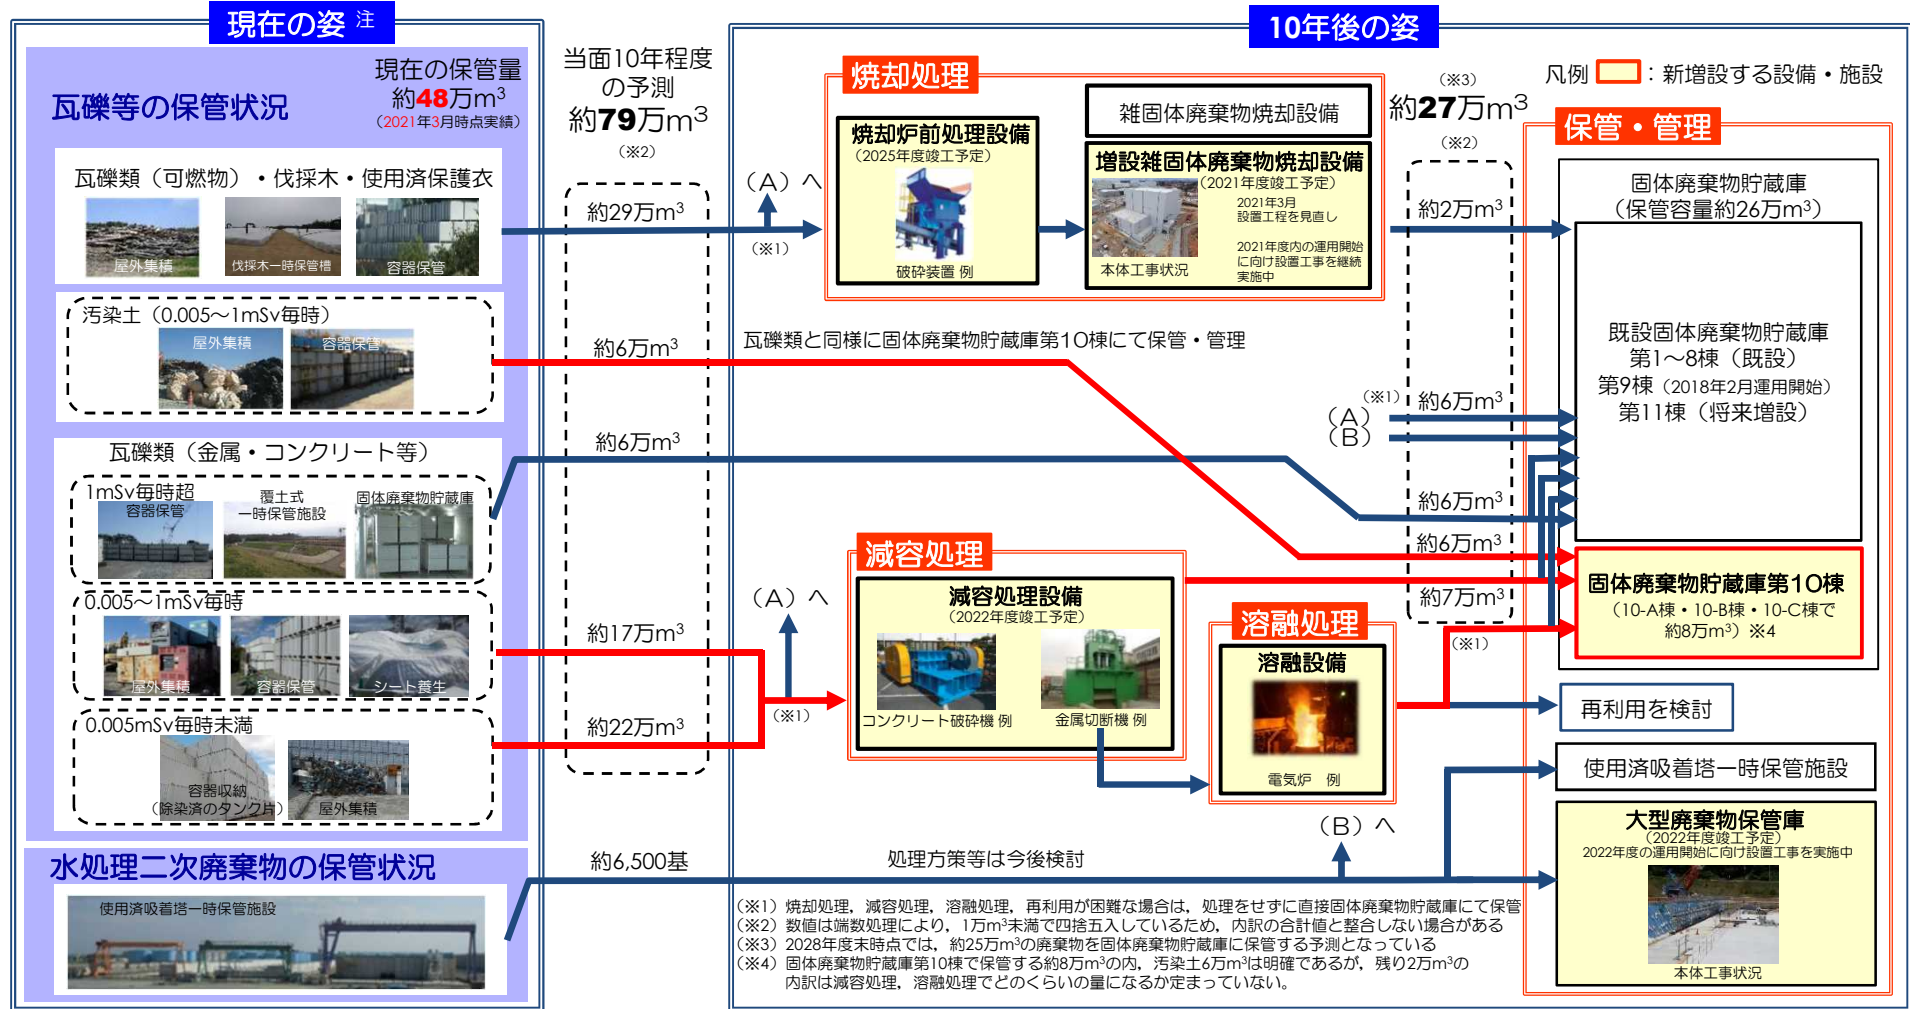 現在の姿 注
10年後の姿
瓦礫等の保管状況
現在の保管量
約48万m³
（2021年3月時点実績）
瓦礫類（可燃物）・伐採木・使用済保護衣
屋外集積
伐採木一時保管槽
容器保管
汚染土（0.005～1mSv毎時）
屋外集積
容器保管
瓦礫類（金属・コンクリート等）
1mSv毎時超
容器保管
覆土式
一時保管施設
固体廃棄物貯蔵庫
0.005～1mSv毎時
屋外集積
容器保管
シート養生
0.005mSv毎時未満
容器収納
（除染済のタンク片）
屋外集積
水処理二次廃棄物の保管状況
使用済吸着塔一時保管施設
当面10年程度
の予測
約79万m³
（※2）
約29万m³
約6万m³
約6万m³
約17万m³
約22万m³
約6,500基
（A）へ
（※1）
焼却処理
焼却炉前処理設備
（2025年度竣工予定）
破砕装置 例
雑固体廃棄物焼却設備
増設雑固体廃棄物焼却設備
（2021年度竣工予定）
2021年3月
設置工程を見直し
2021年度内の運用開始
に向け設置工事を継続
実施中
本体工事状況
瓦礫類と同様に固体廃棄物貯蔵庫第10棟にて保管・管理
（A）へ
（※1）
減容処理
減容処理設備
（2022年度竣工予定）
コンクリート破砕機 例
金属切断機 例
溶融処理
溶融設備
電気炉　例
（B）へ
処理方策等は今後検討
（※3）
約27万m³
（※2）
約2万m³
（※1）
約6万m³
（A）
（B）
約6万m³
約6万m³
約7万m³
（※1）
凡例　：新増設する設備・施設
保管・管理
固体廃棄物貯蔵庫
（保管容量約26万m³）
既設固体廃棄物貯蔵庫
第1～8棟（既設）
第9棟（2018年2月運用開始）
第11棟（将来増設）
固体廃棄物貯蔵庫第10棟
（10-A棟・10-B棟・10-C棟で
約8万m³）※4
再利用を検討
使用済吸着塔一時保管施設
大型廃棄物保管庫
（2022年度竣工予定）
2022年度の運用開始に向け設置工事を実施中
本体工事状況
（※1）焼却処理，減容処理，溶融処理，再利用が困難な場合は，処理をせずに直接固体廃棄物貯蔵庫にて保管
（※2）数値は端数処理により，1万m³未満で四捨五入しているため，内訳の合計値と整合しない場合がある
（※3）2028年度末時点では，約25万m³の廃棄物を固体廃棄物貯蔵庫に保管する予測となっている
（※4）固体廃棄物貯蔵庫第10棟で保管する約8万m³の内，汚染土6万m³は明確であるが，残り2万m³の
内訳は減容処理，溶融処理でどのくらいの量になるか定まっていない。